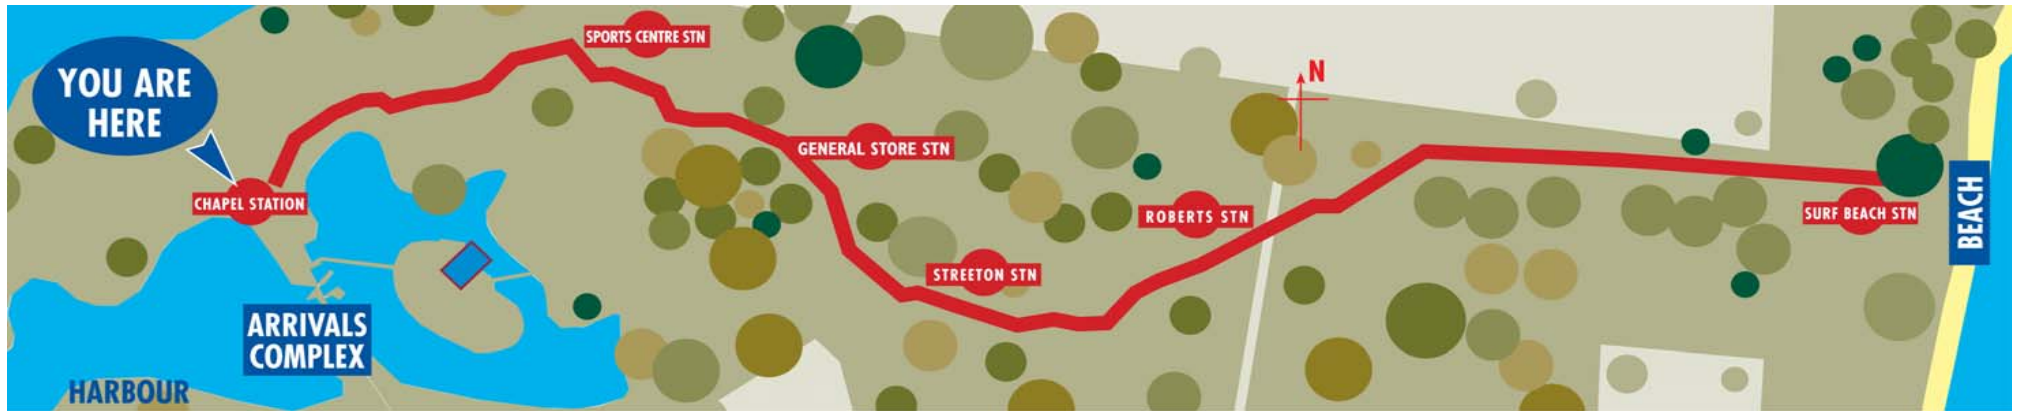 SPORTS CENTRE STN
YOU ARE
HERE
N
GENERAL STORE STN
CHAPEL STATION
ROBERTS STN
SURF BEACH STN
BEACH
STREETON STN
ARRIVALS
COMPLEX
HARBOUR